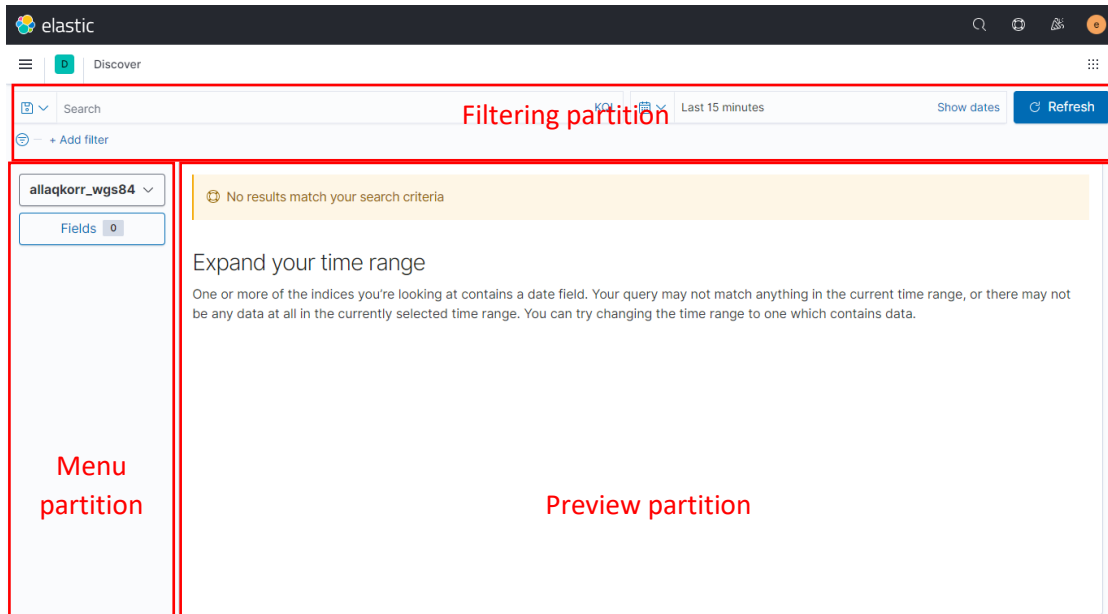 elastic
e
D Discover
Search KQL Last 15 minutes Show dates Refresh
Filtering partition
+ Add filter
allaqkorr_wgs84
Fields 0
No results match your search criteria
Expand your time range
One or more of the indices you're looking at contains a date field. Your query may not match anything in the current time range, or there may not
be any data at all in the currently selected time range. You can try changing the time range to one which contains data.
Menu
partition
Preview partition